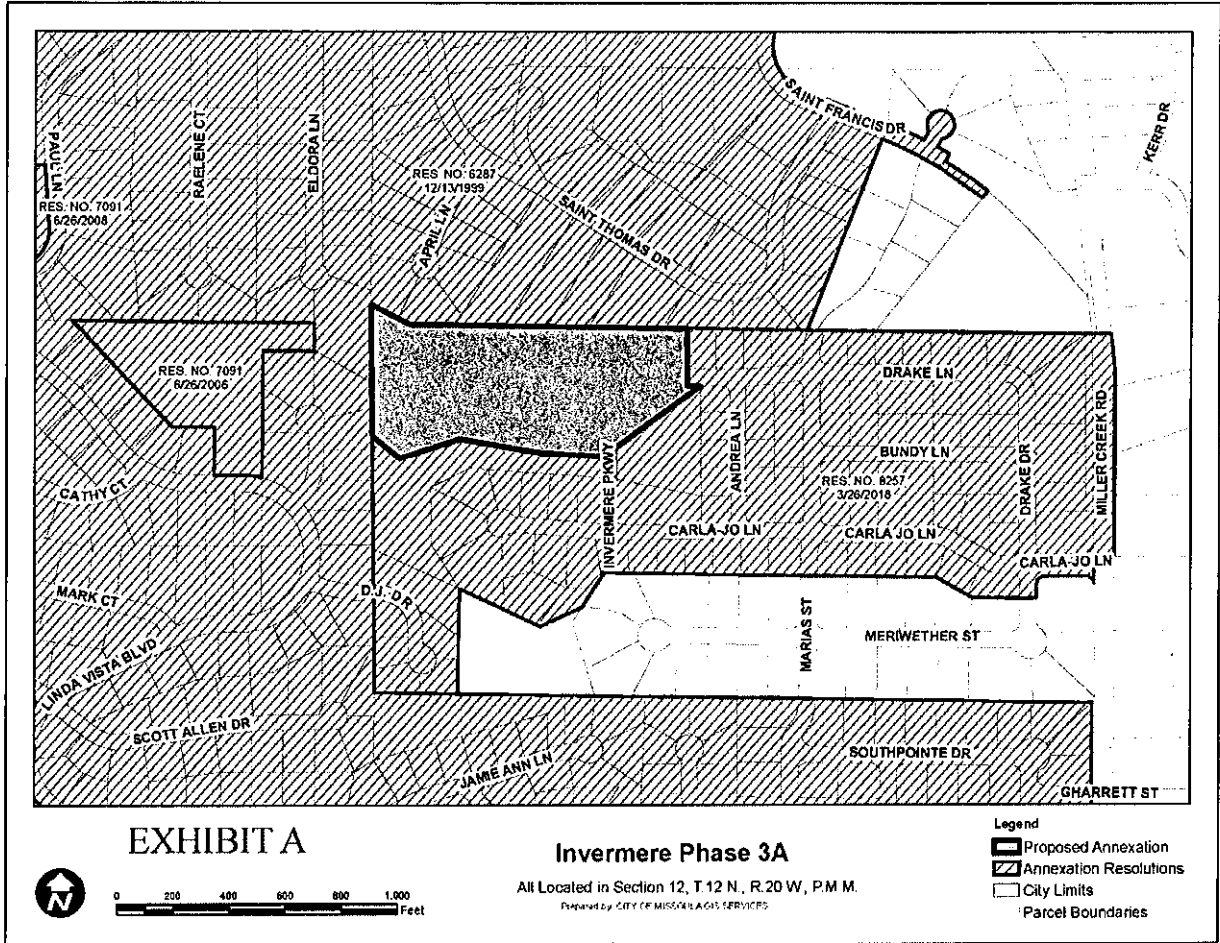 SAINT FRANCIS DR
KERR DR
PAUL LN
RAELENE CT
ELDORA LN
RES. NO. 6287
12/13/1999
RES. NO. 7091
6/26/2008
APRIL LN
SAINT THOMAS DR
RES. NO. 7091
6/26/2006
DRAKE LN
ANDREA LN
BUNDY LN
DRAKE DR
MILLER CREEK RD
RES. NO. 8257
3/26/2018
CATHY CT
INVERMERE PKWY
CARLA-JO LN
CARLA JO LN
CARLA-JO LN
MARK CT
D.J. DR
MARIAS ST
MERIWETHER ST
LINDA VISTA BLVD
SCOTT ALLEN DR
JAMIE ANN LN
SOUTHPOINTE DR
GHARRETT ST
EXHIBIT A
N
0 200 400 600 800 1,000
Feet
Invermere Phase 3A
All Located in Section 12, T.12 N., R.20 W., P.M.M.
Prepared by: CITY OF MISSOULA GIS SERVICES
Legend
Proposed Annexation
Annexation Resolutions
City Limits
Parcel Boundaries